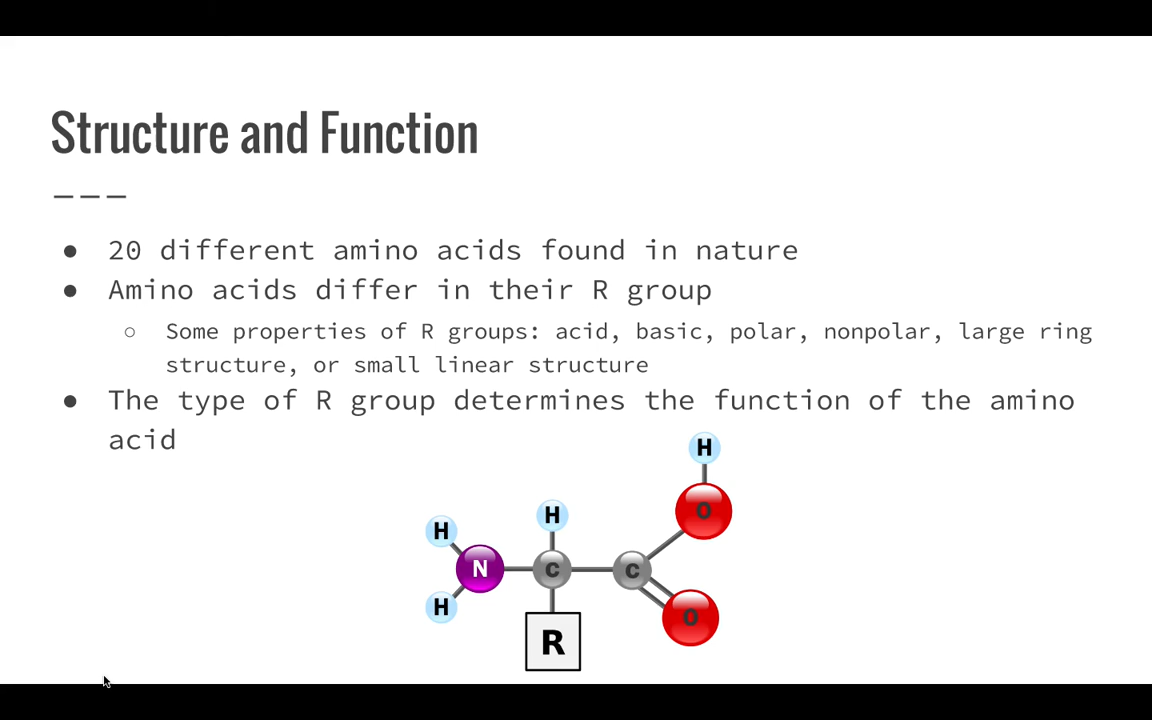 Structure and Function
● 20 different amino acids found in nature
● Amino acids differ in their R group
○ Some properties of R groups: acid, basic, polar, nonpolar, large ring
structure, or small linear structure
● The type of R group determines the function of the amino
acid
H
O
H
H
N
C
C
H
O
R